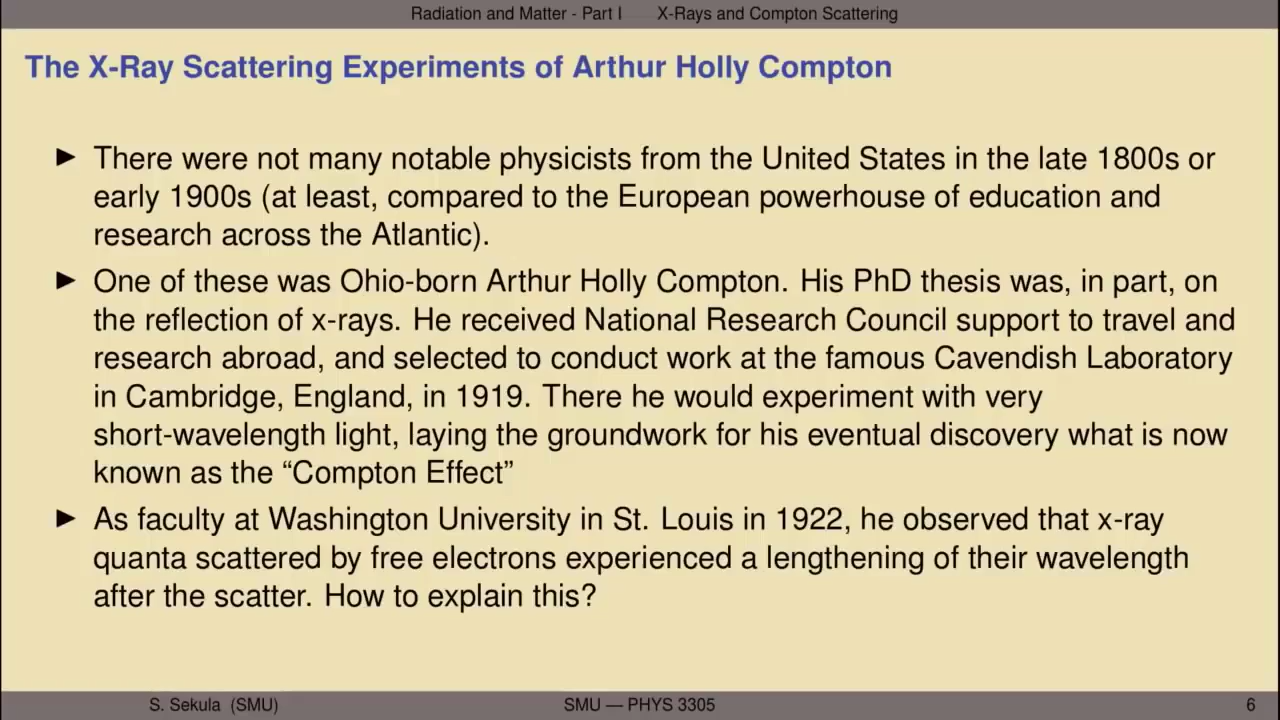 Radiation and Matter - Part I X-Rays and Compton Scattering
The X-Ray Scattering Experiments of Arthur Holly Compton
▶ There were not many notable physicists from the United States in the late 1800s or
early 1900s (at least, compared to the European powerhouse of education and
research across the Atlantic).
▶ One of these was Ohio-born Arthur Holly Compton. His PhD thesis was, in part, on
the reflection of x-rays. He received National Research Council support to travel and
research abroad, and selected to conduct work at the famous Cavendish Laboratory
in Cambridge, England, in 1919. There he would experiment with very
short-wavelength light, laying the groundwork for his eventual discovery what is now
known as the “Compton Effect”
▶ As faculty at Washington University in St. Louis in 1922, he observed that x-ray
quanta scattered by free electrons experienced a lengthening of their wavelength
after the scatter. How to explain this?
S. Sekula (SMU) SMU — PHYS 3305 6